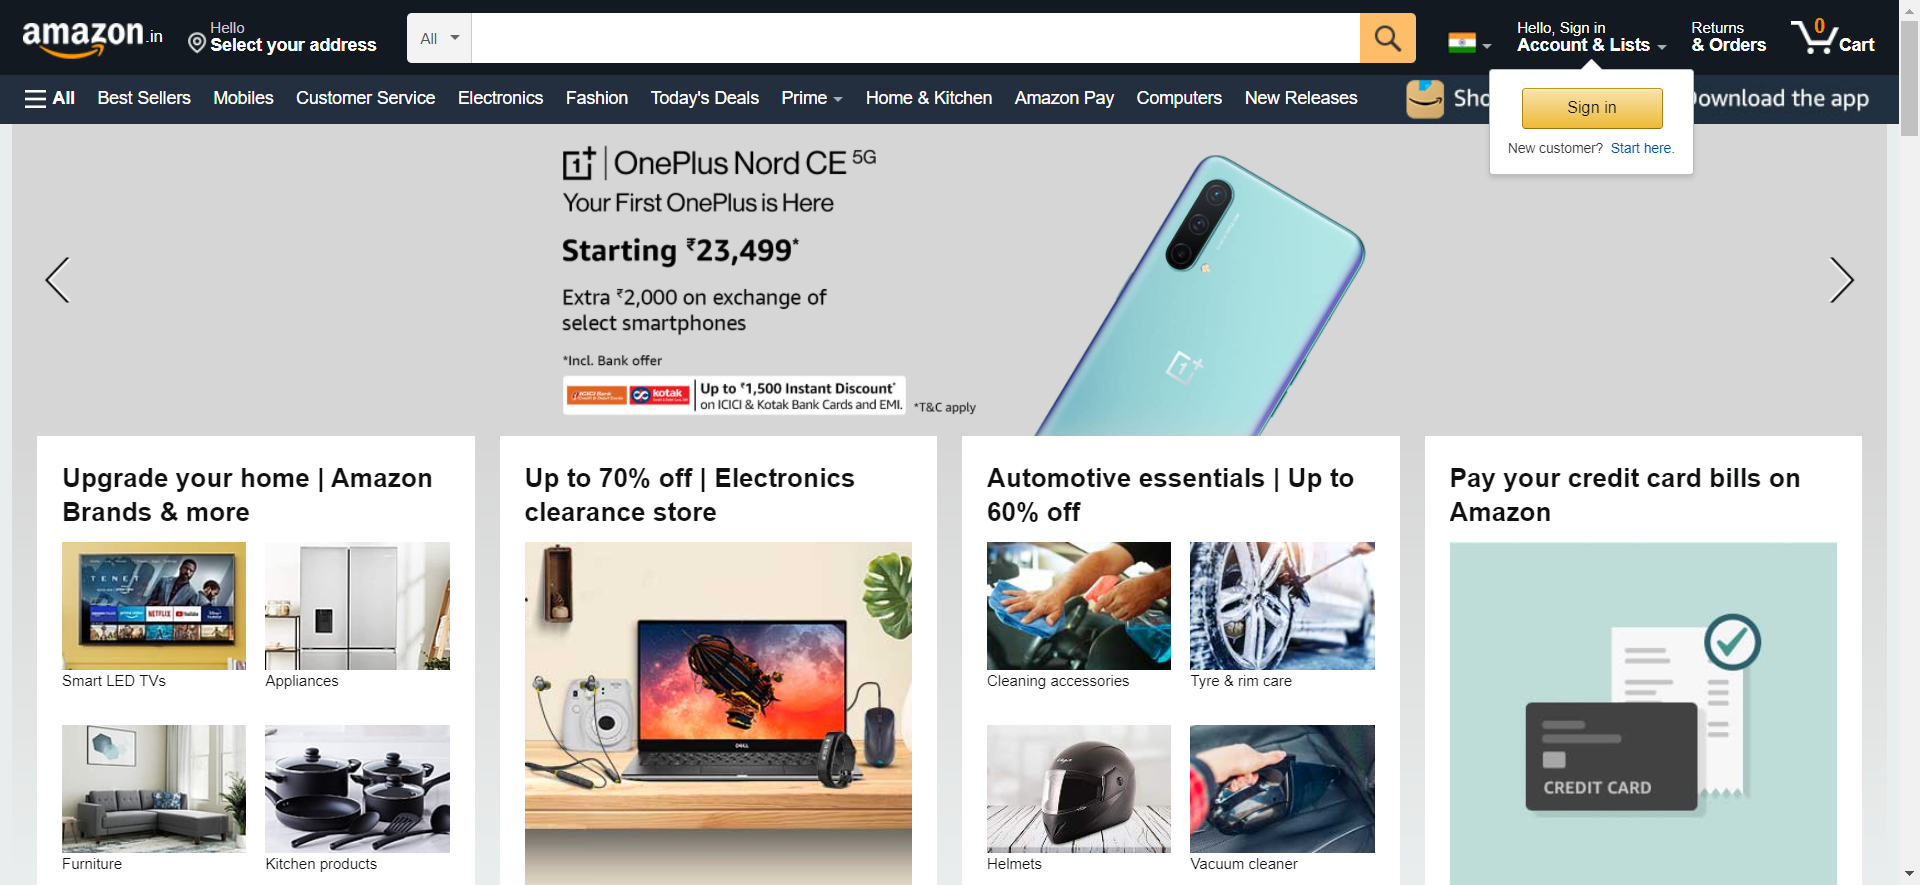 amazon.in
Hello
Select your address
All
Hello, Sign in
Account & Lists
Returns
& Orders
0
Cart
All
Best Sellers
Mobiles
Customer Service
Electronics
Fashion
Today's Deals
Prime
Home & Kitchen
Amazon Pay
Computers
New Releases
Sho
Download the app
Sign in
New customer? Start here.
OnePlus Nord CE 5G
Your First OnePlus is Here
Starting ₹23,499*
Extra ₹2,000 on exchange of
select smartphones
*Incl. Bank offer
ICICI Bank
kotak
Up to ₹1,500 Instant Discount*
on ICICI & Kotak Bank Cards and EMI.
*T&C apply
Upgrade your home | Amazon
Brands & more
TENET
NETFLIX
YouTube
Smart LED TVs
Appliances
Furniture
Kitchen products
Up to 70% off | Electronics
clearance store
DELL
Automotive essentials | Up to
60% off
Cleaning accessories
Tyre & rim care
Helmets
Vacuum cleaner
Pay your credit card bills on
Amazon
CREDIT CARD